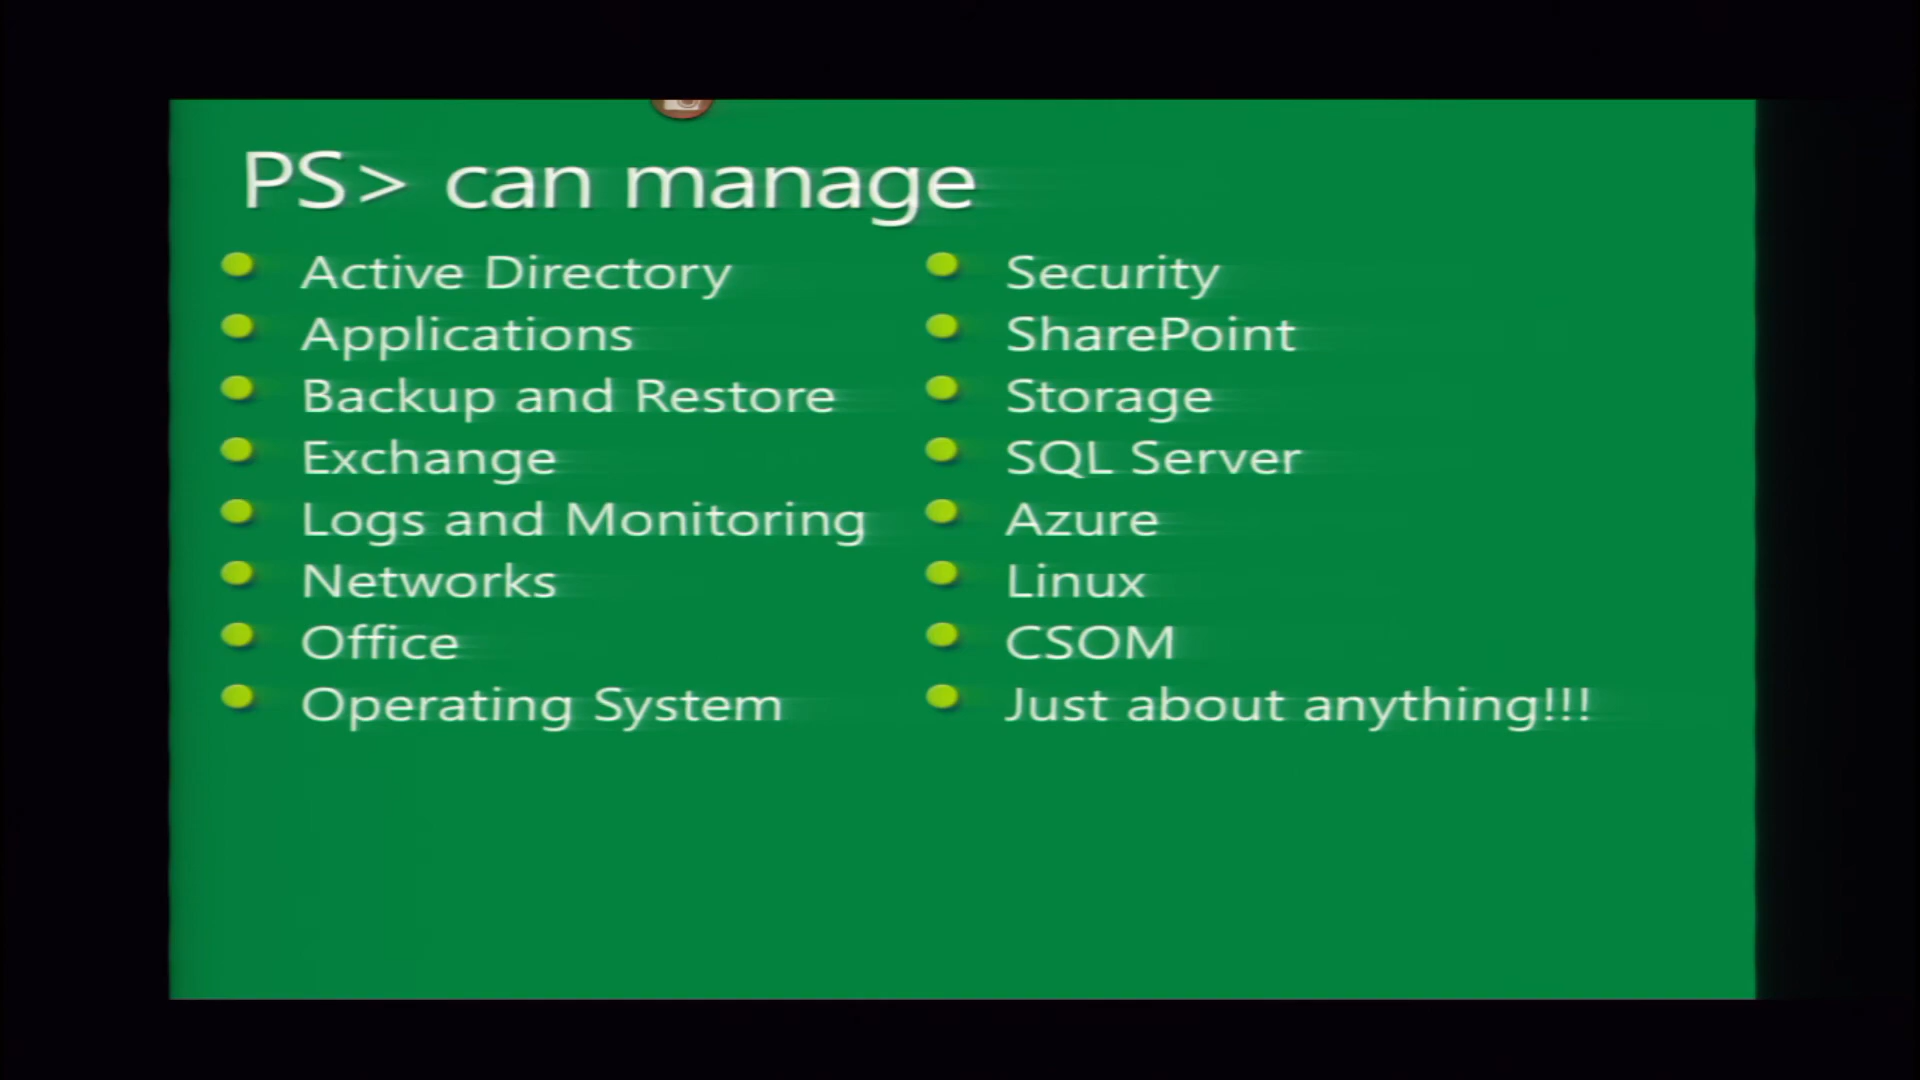 PS> can manage
Active Directory
Applications
Backup and Restore
Exchange
Logs and Monitoring
Networks
Office
Operating System
Security
SharePoint
Storage
SQL Server
Azure
Linux
CSOM
Just about anything!!!